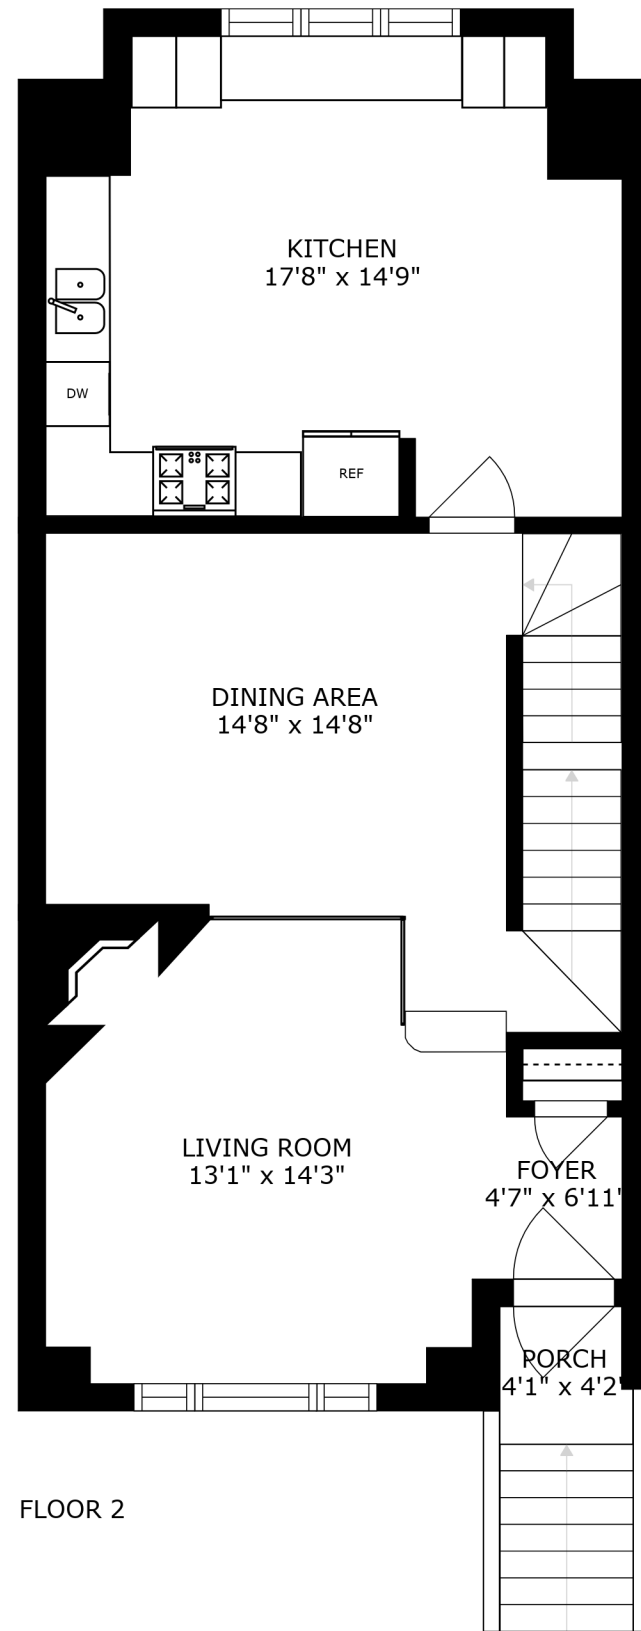 KITCHEN
17'8" x 14'9"
DW
REF
DINING AREA
14'8" x 14'8"
LIVING ROOM
13'1" x 14'3"
FOYER
4'7" x 6'11"
PORCH
4'1" x 4'2"
FLOOR 2